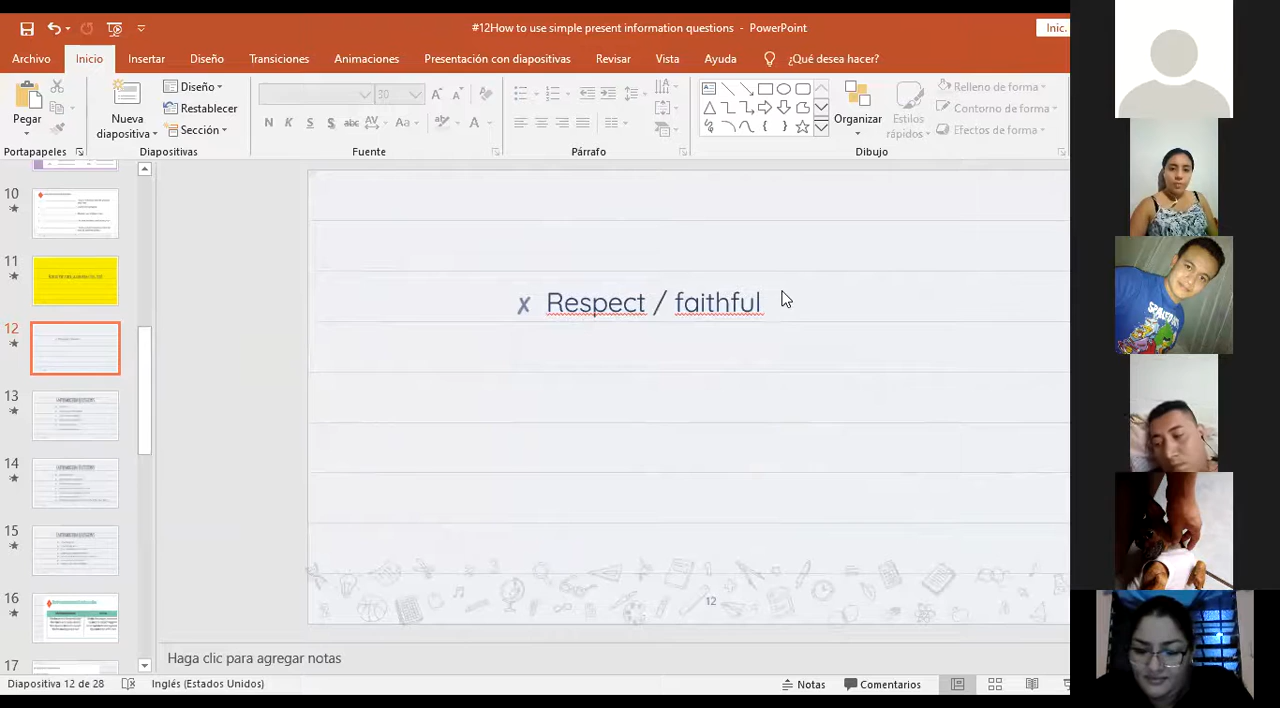 #12How to use simple present information questions - PowerPoint
Inic.
Archivo Inicio Insertar Diseño Transiciones Animaciones Presentación con diapositivas Revisar Vista Ayuda ¿Qué desea hacer?
Pegar
Nueva diapositiva
Diseño
Restablecer
Sección
30
N K S S abc AV Aa A
Organizar
Estilos rápidos
Relleno de forma
Contorno de forma
Efectos de forma
Portapapeles Diapositivas Fuente Párrafo Dibujo
10
11
12
13
14
15
16
17
x Respect / faithful
12
Haga clic para agregar notas
Diapositiva 12 de 28 Inglés (Estados Unidos) Notas Comentarios